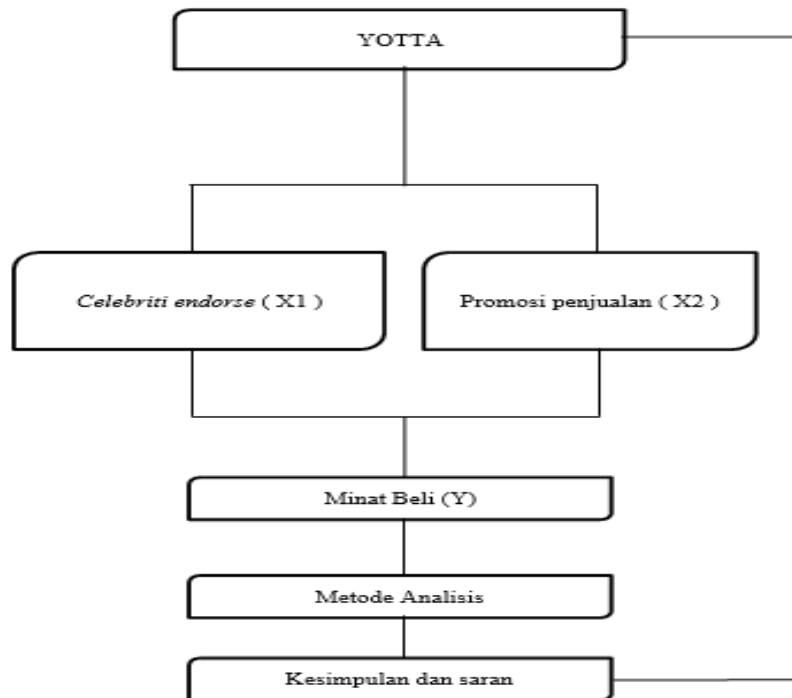 YOTTA
Celebriti endorse ( X1 )
Promosi penjualan ( X2 )
Minat Beli (Y)
Metode Analisis
Kesimpulan dan saran